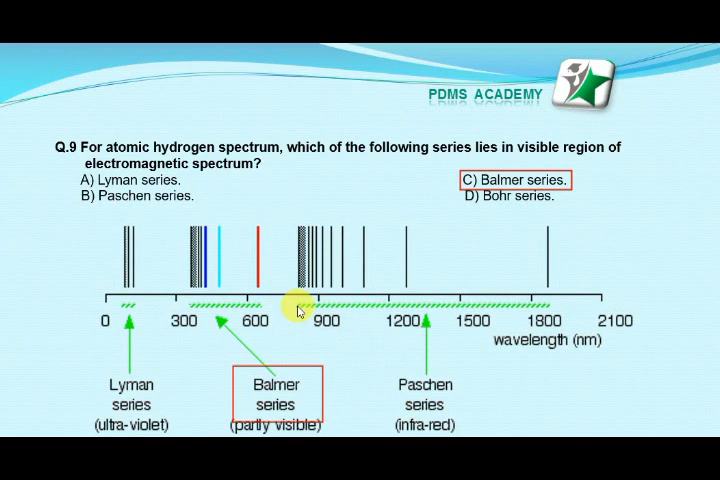 PDMS ACADEMY
Q.9 For atomic hydrogen spectrum, which of the following series lies in visible region of
electromagnetic spectrum?
A) Lyman series. C) Balmer series.
B) Paschen series. D) Bohr series.
0 300 600 900 1200 1500 1800 2100
wavelength (nm)
Lyman Balmer Paschen
series series series
(ultra-violet) (partly visible) (infra-red)